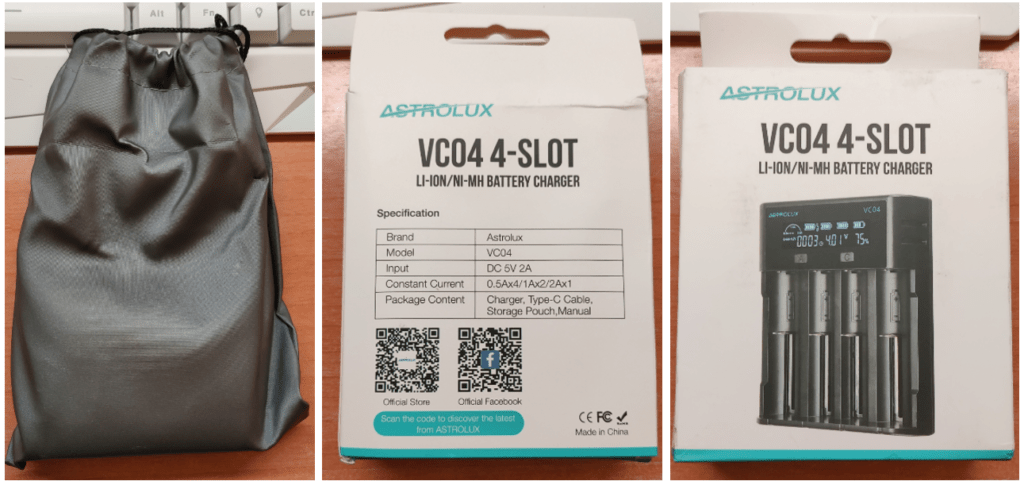 Alt
Fn
Ctr
ASTROLUX
VC04 4-SLOT
LI-ION/NI-MH BATTERY CHARGER
Specification
Brand Astrolux
Model VC04
Input DC 5V 2A
Constant Current 0.5Ax4/1Ax2/2Ax1
Package Content Charger, Type-C Cable,
Storage Pouch,Manual
Official Store
Official Facebook
Scan the code to discover the latest
from ASTROLUX
CE FC
Made in China
ASTROLUX
VC04 4-SLOT
LI-ION/NI-MH BATTERY CHARGER
ASTROLUX VC04
0003 4.01 V 75%